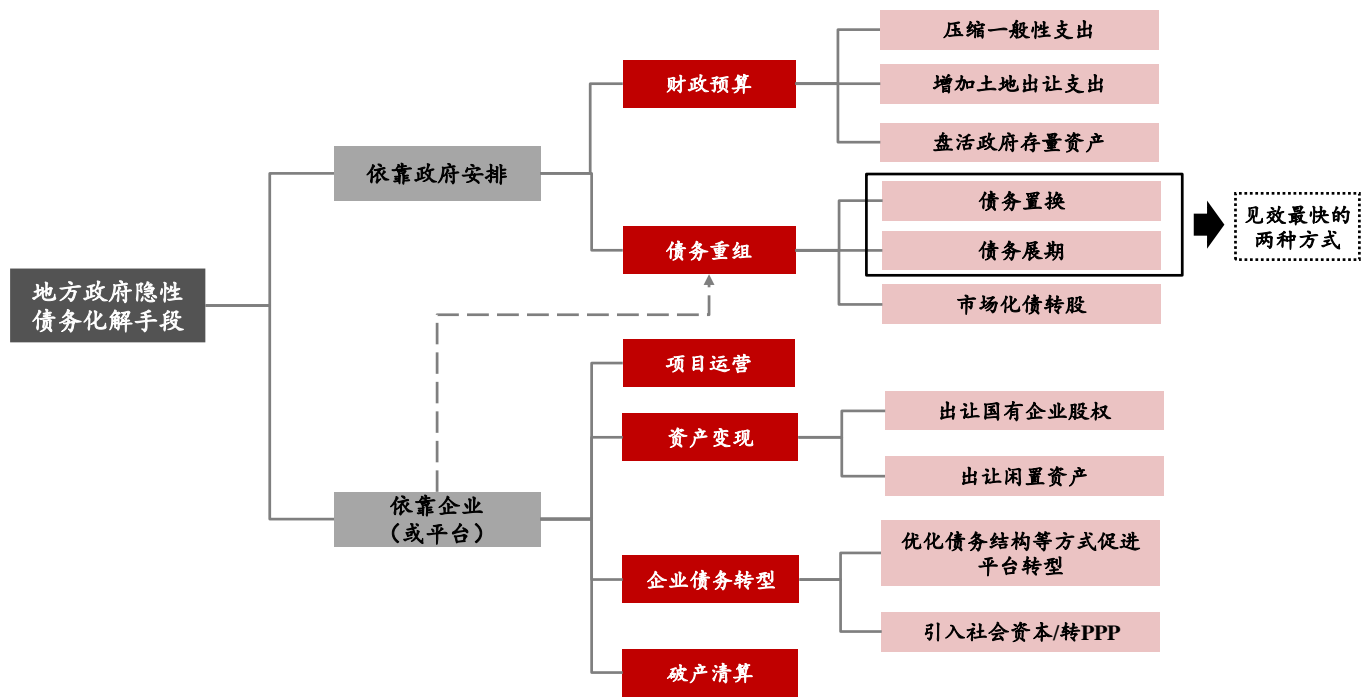 地方政府隐性
债务化解手段
依靠政府安排
财政预算
压缩一般性支出
增加土地出让支出
盘活政府存量资产
债务重组
债务置换
债务展期
市场化债转股
见效最快的
两种方式
依靠企业
（或平台）
项目运营
资产变现
出让国有企业股权
出让闲置资产
企业债务转型
优化债务结构等方式促进
平台转型
引入社会资本/转PPP
破产清算